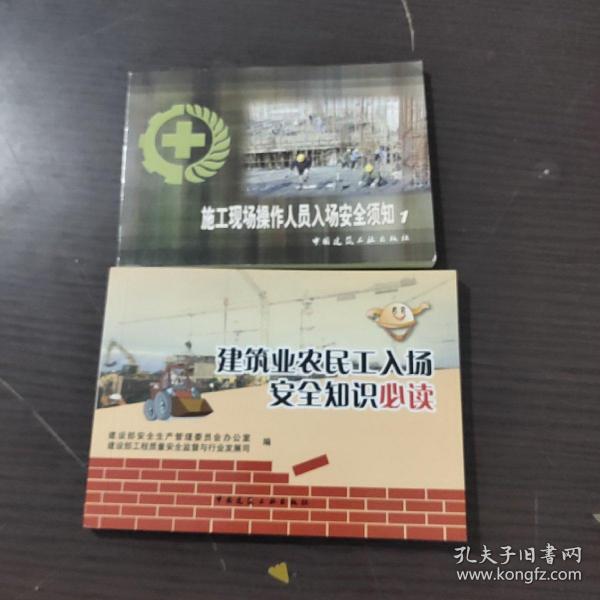 施工现场操作人员入场安全须知 1
中国建筑工业出版社
建筑业农民工入场
安全知识必读
建设部安全生产管理委员会办公室
建设部工程质量安全监督与行业发展司
编
中国建筑工业出版社
孔夫子旧书网
www.kongfz.com